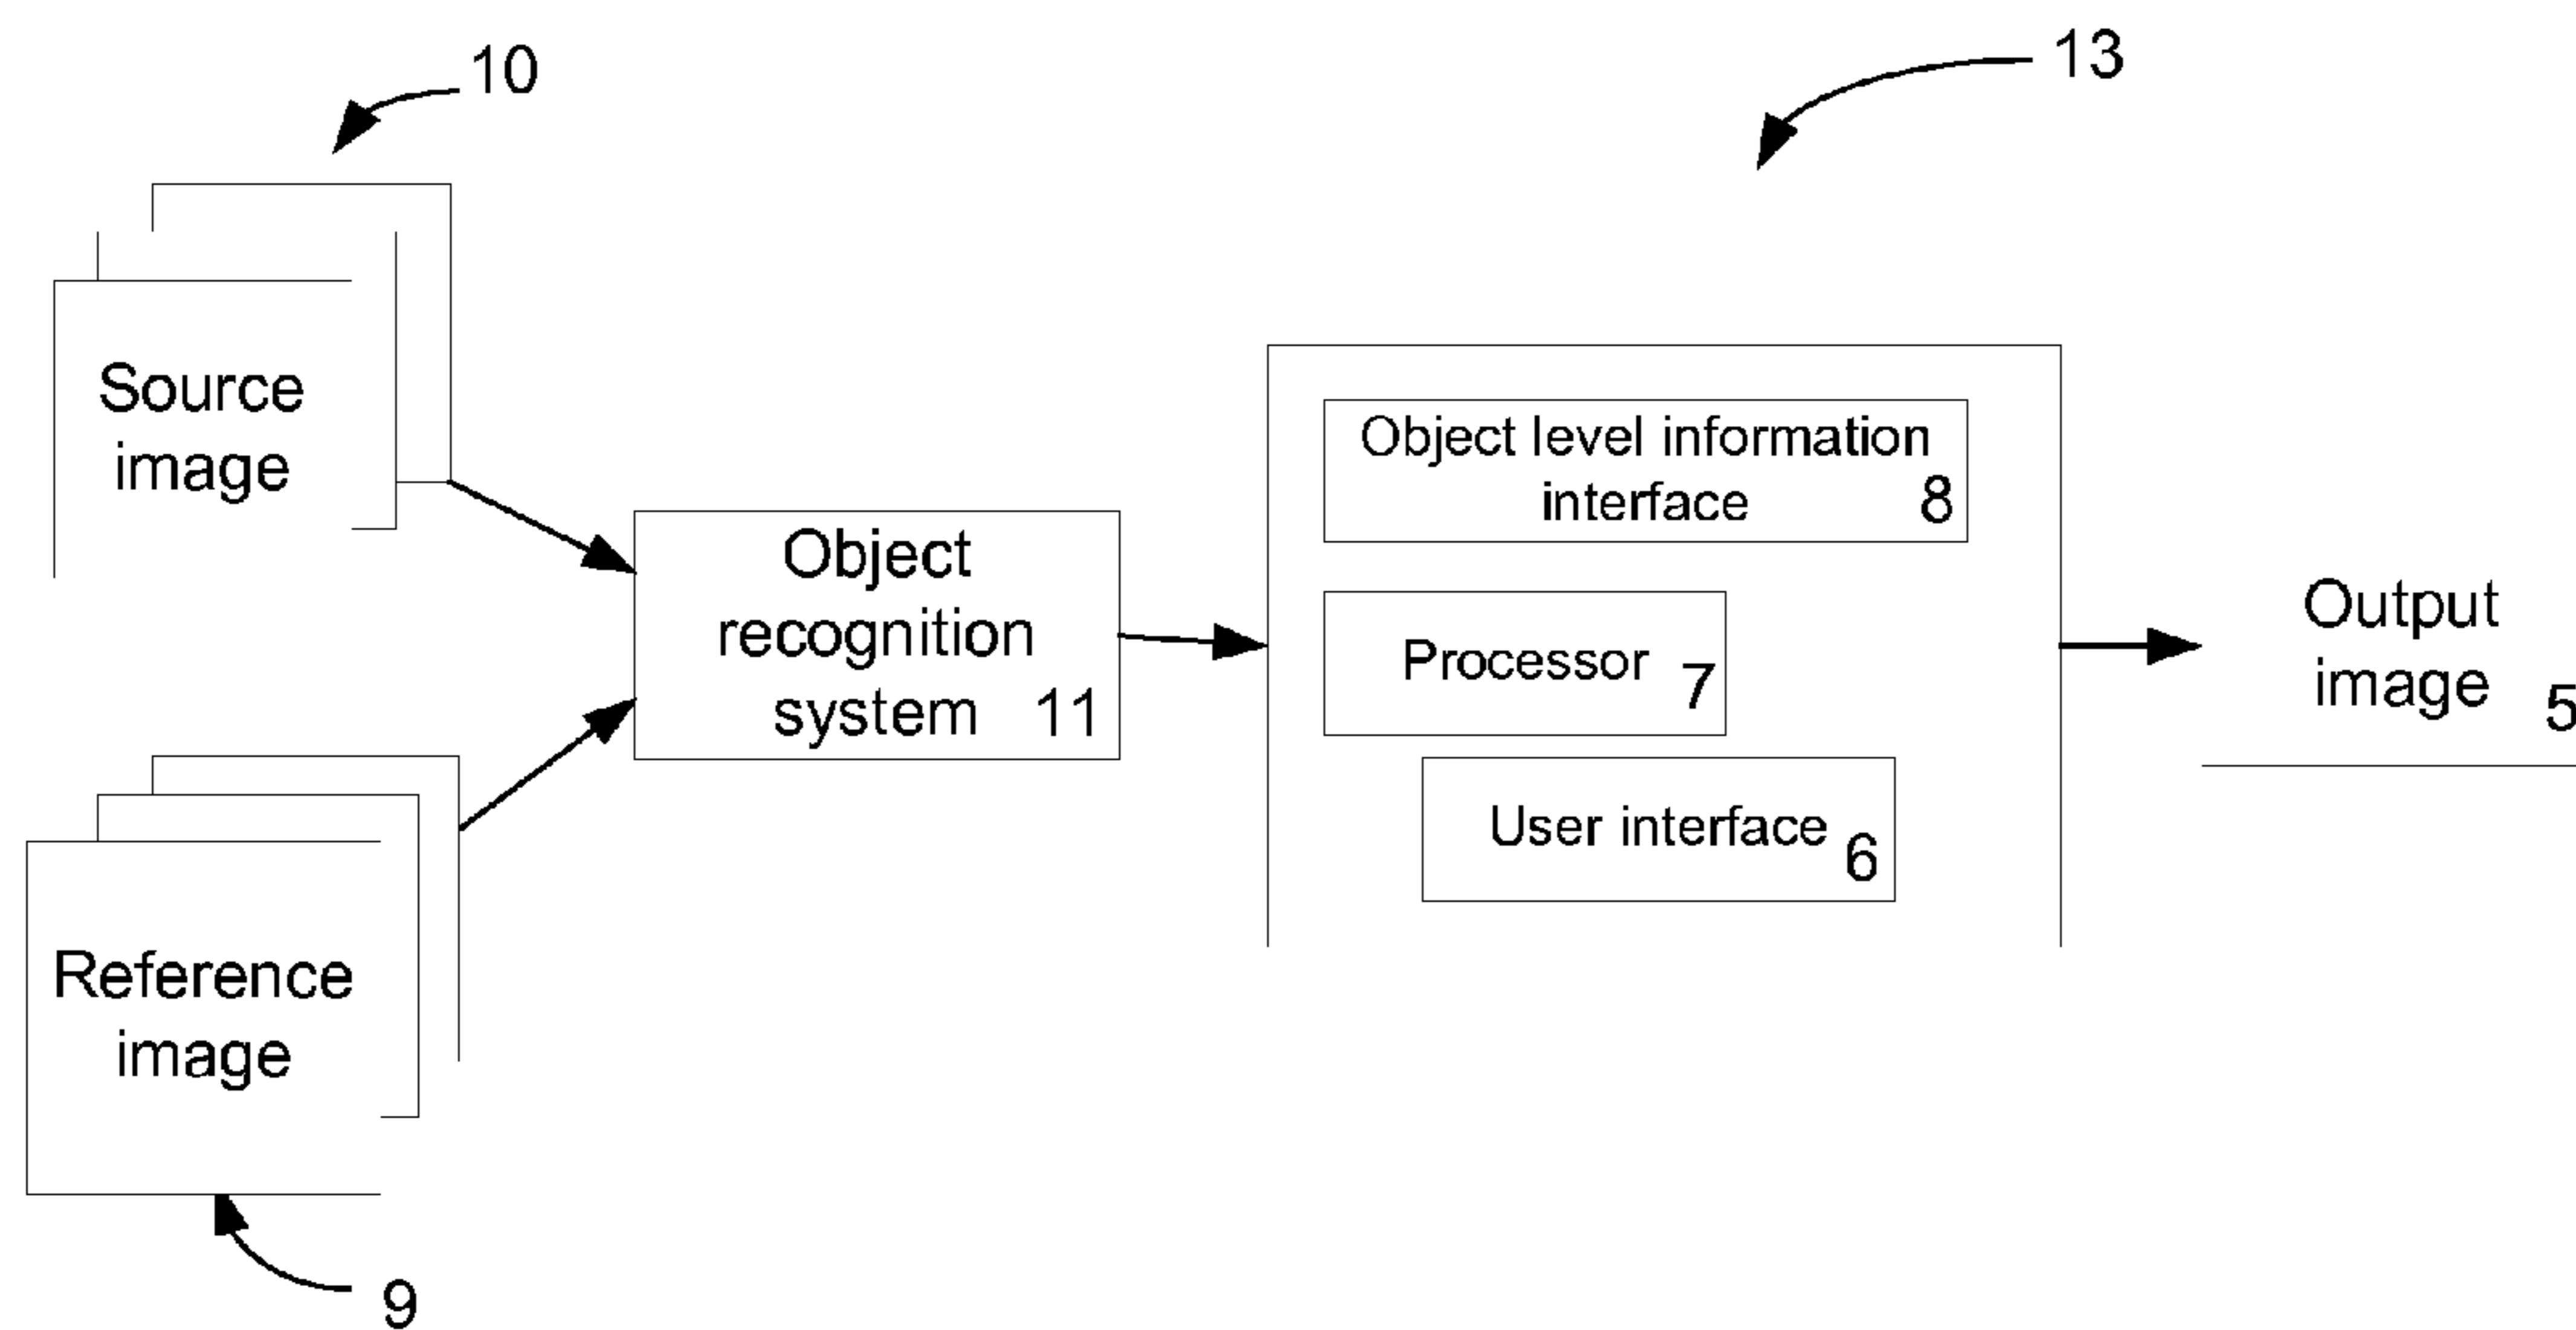 10
13
Source
image
Object
recognition
system 11
Object level information
interface 8
Processor 7
User interface 6
Output
image 5
Reference
image
9